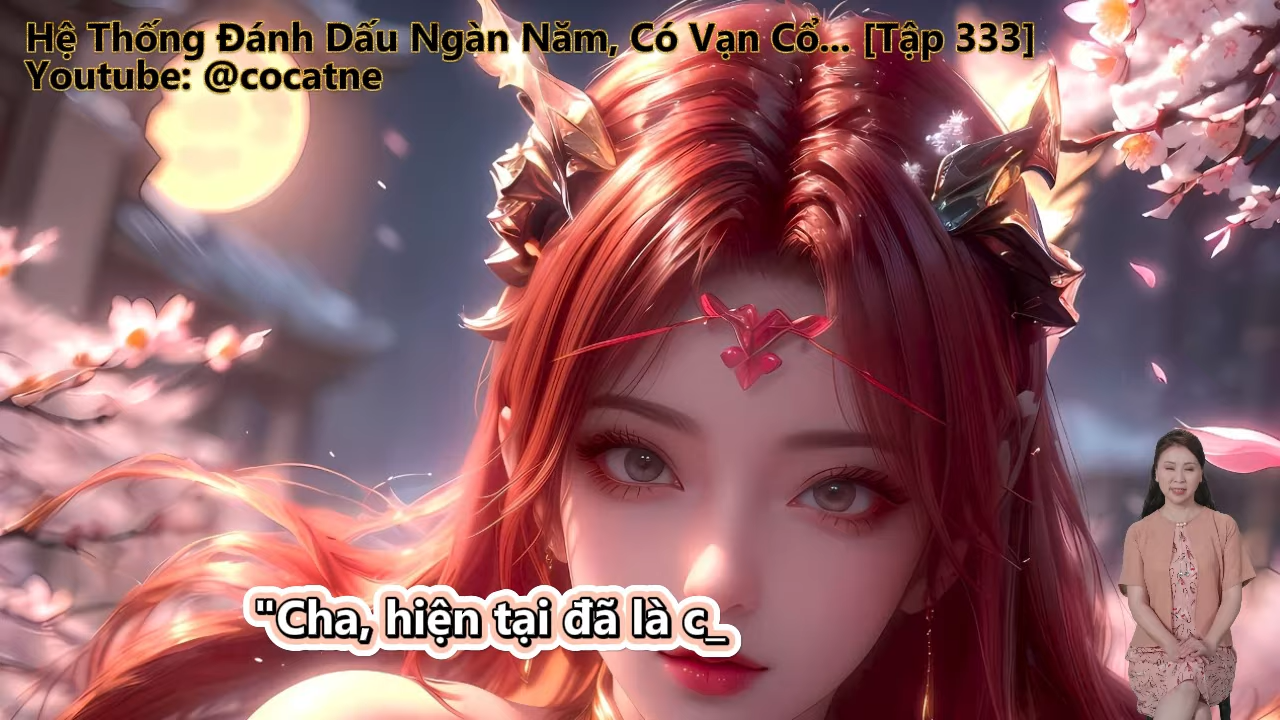 Hệ Thống Đánh Dấu Ngàn Năm, Có Vạn Cổ... [Tập 333]
Youtube: @cocatne
"Cha, hiện tại đã là c_